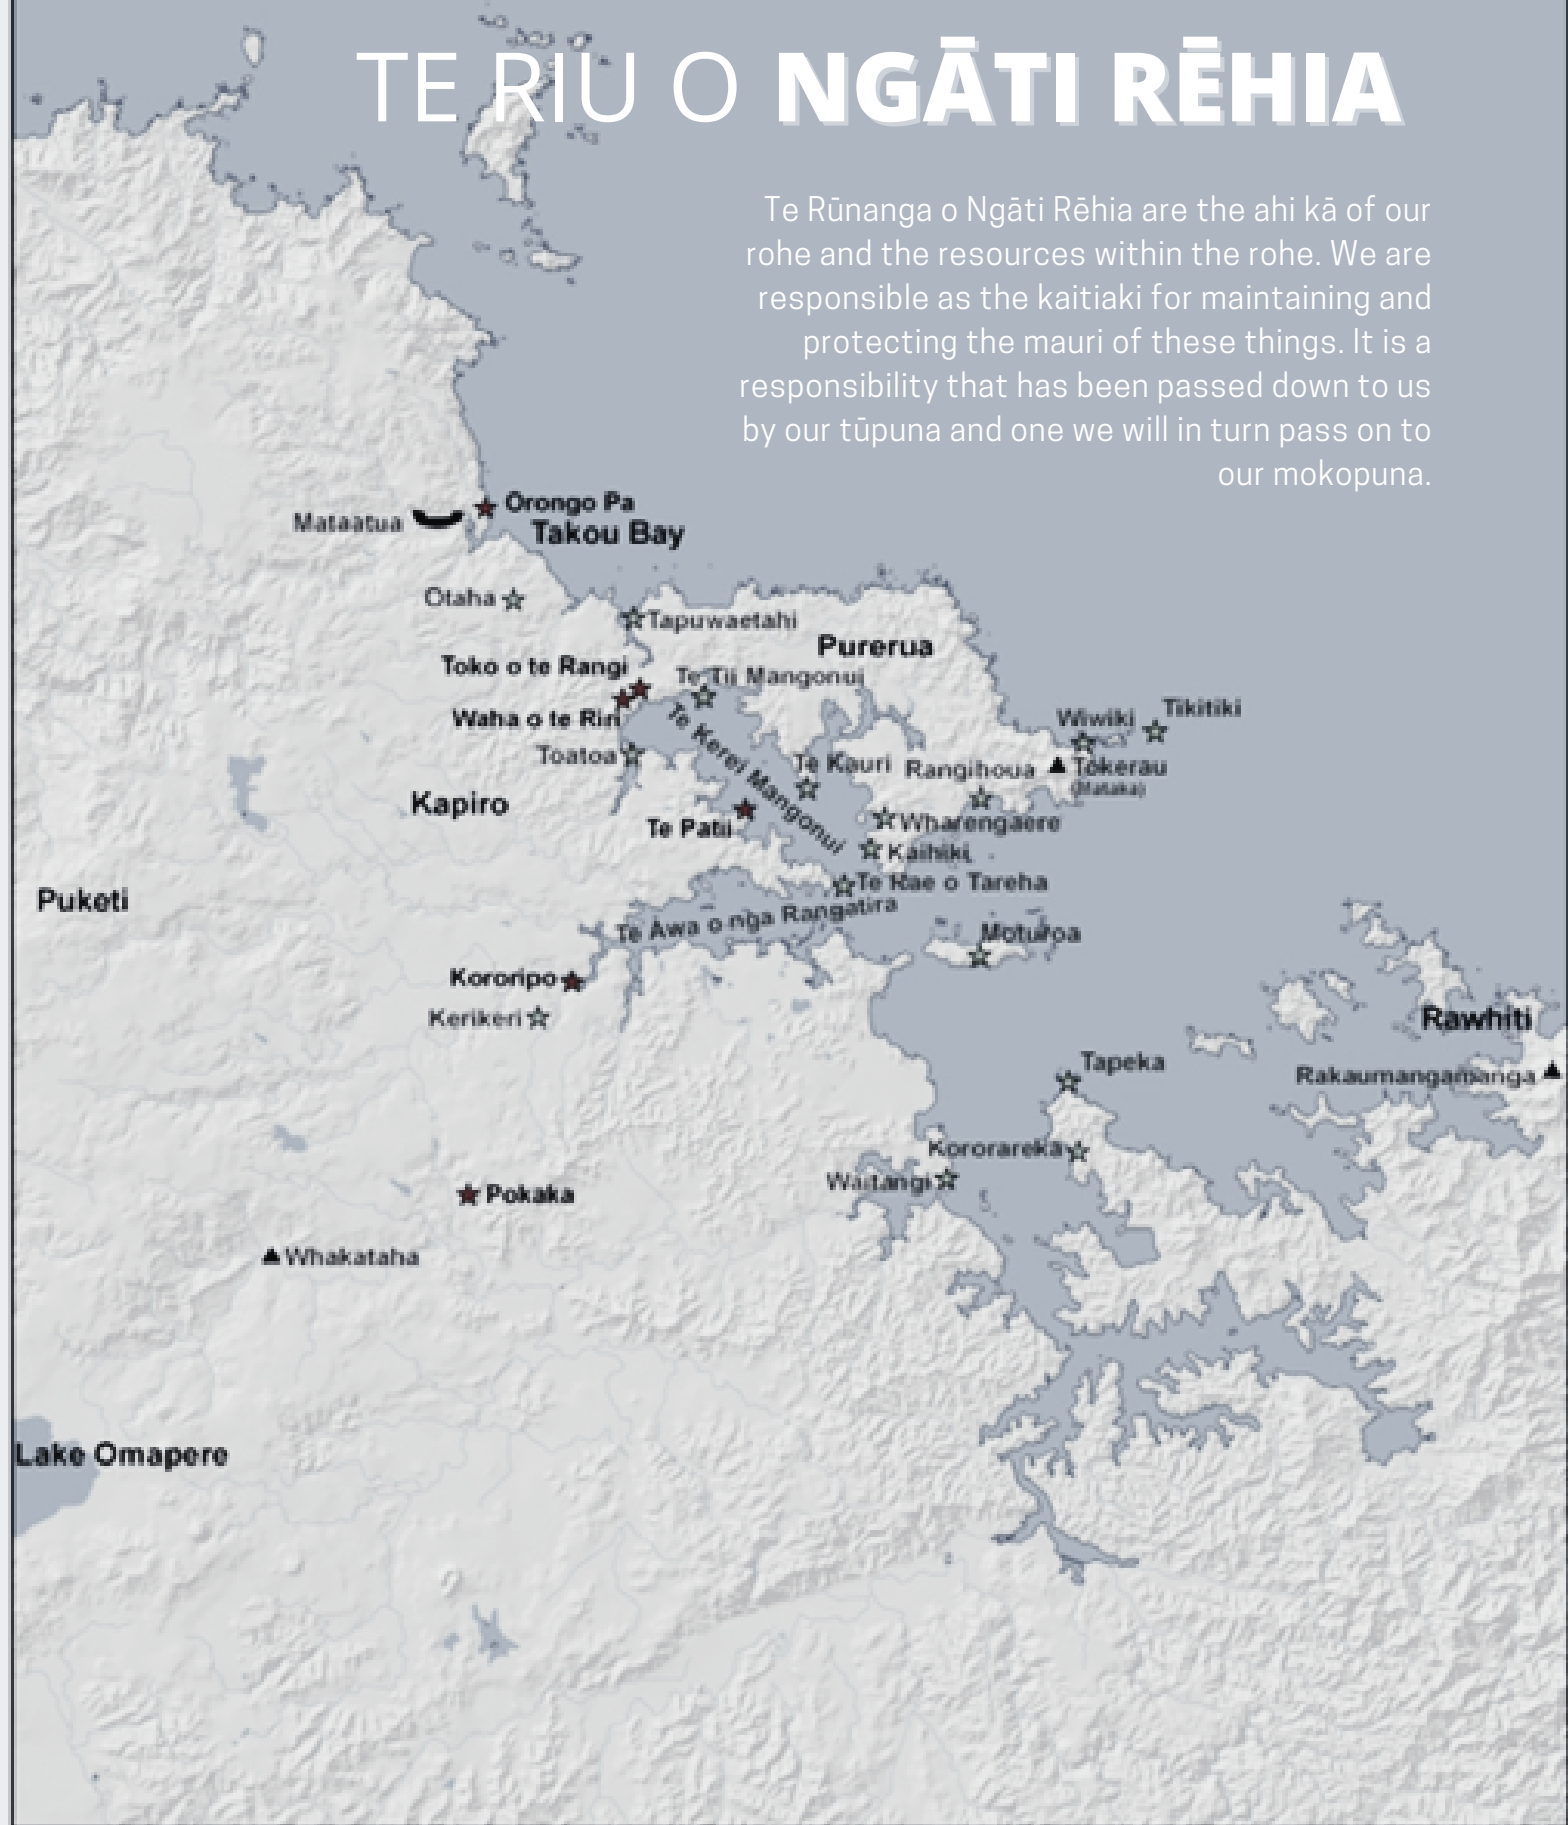 TE RIU O NGĀTI RĒHIA
Te Rūnanga o Ngāti Rēhia are the ahi kā of our
rohe and the resources within the rohe. We are
responsible as the kaitiaki for maintaining and
protecting the mauri of these things. It is a
responsibility that has been passed down to us
by our tūpuna and one we will in turn pass on to
our mokopuna.
Orongo Pa
Mataatua
Takou Bay
Otaha
Tapuwaetahi
Purerua
Toko o te Rangi
Te Tii Mangonui
Waha o te Riri
Tikitiki
Wiwiki
Te Kerei Mangonui
Toatoa
Te Kauri
Rangihoua
Tokerau
(Mataka)
Kapiro
Te Patii
Wharengaere
Kaihiki
Te Rae o Tareha
Puketi
Te Awa o nga Rangatira
Moturoa
Kororipo
Kerikeri
Rawhiti
Tapeka
Rakaumangamanga
Kororareka
Waitangi
Pokaka
Whakataha
Lake Omapere